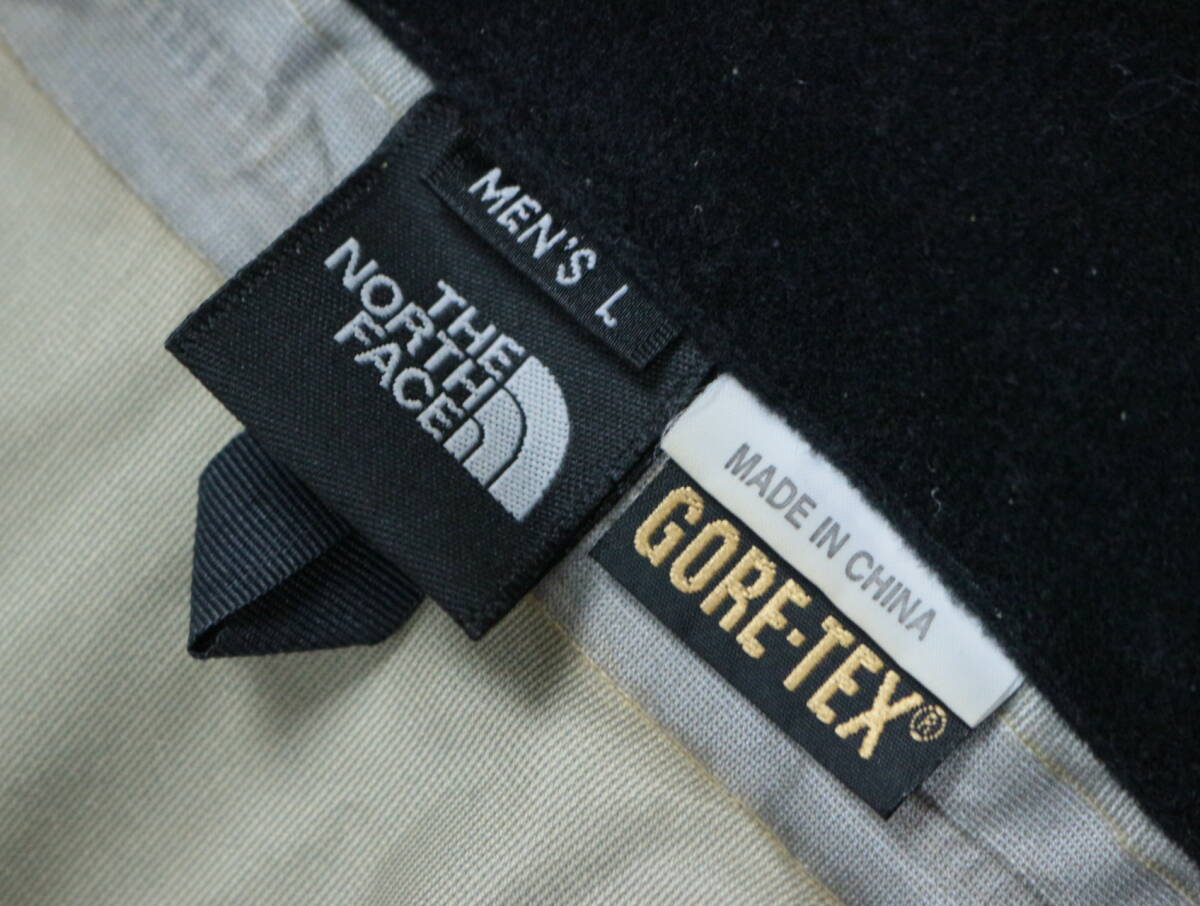 MEN'S L
THE
NORTH
FACE
MADE IN CHINA
GORE-TEX®